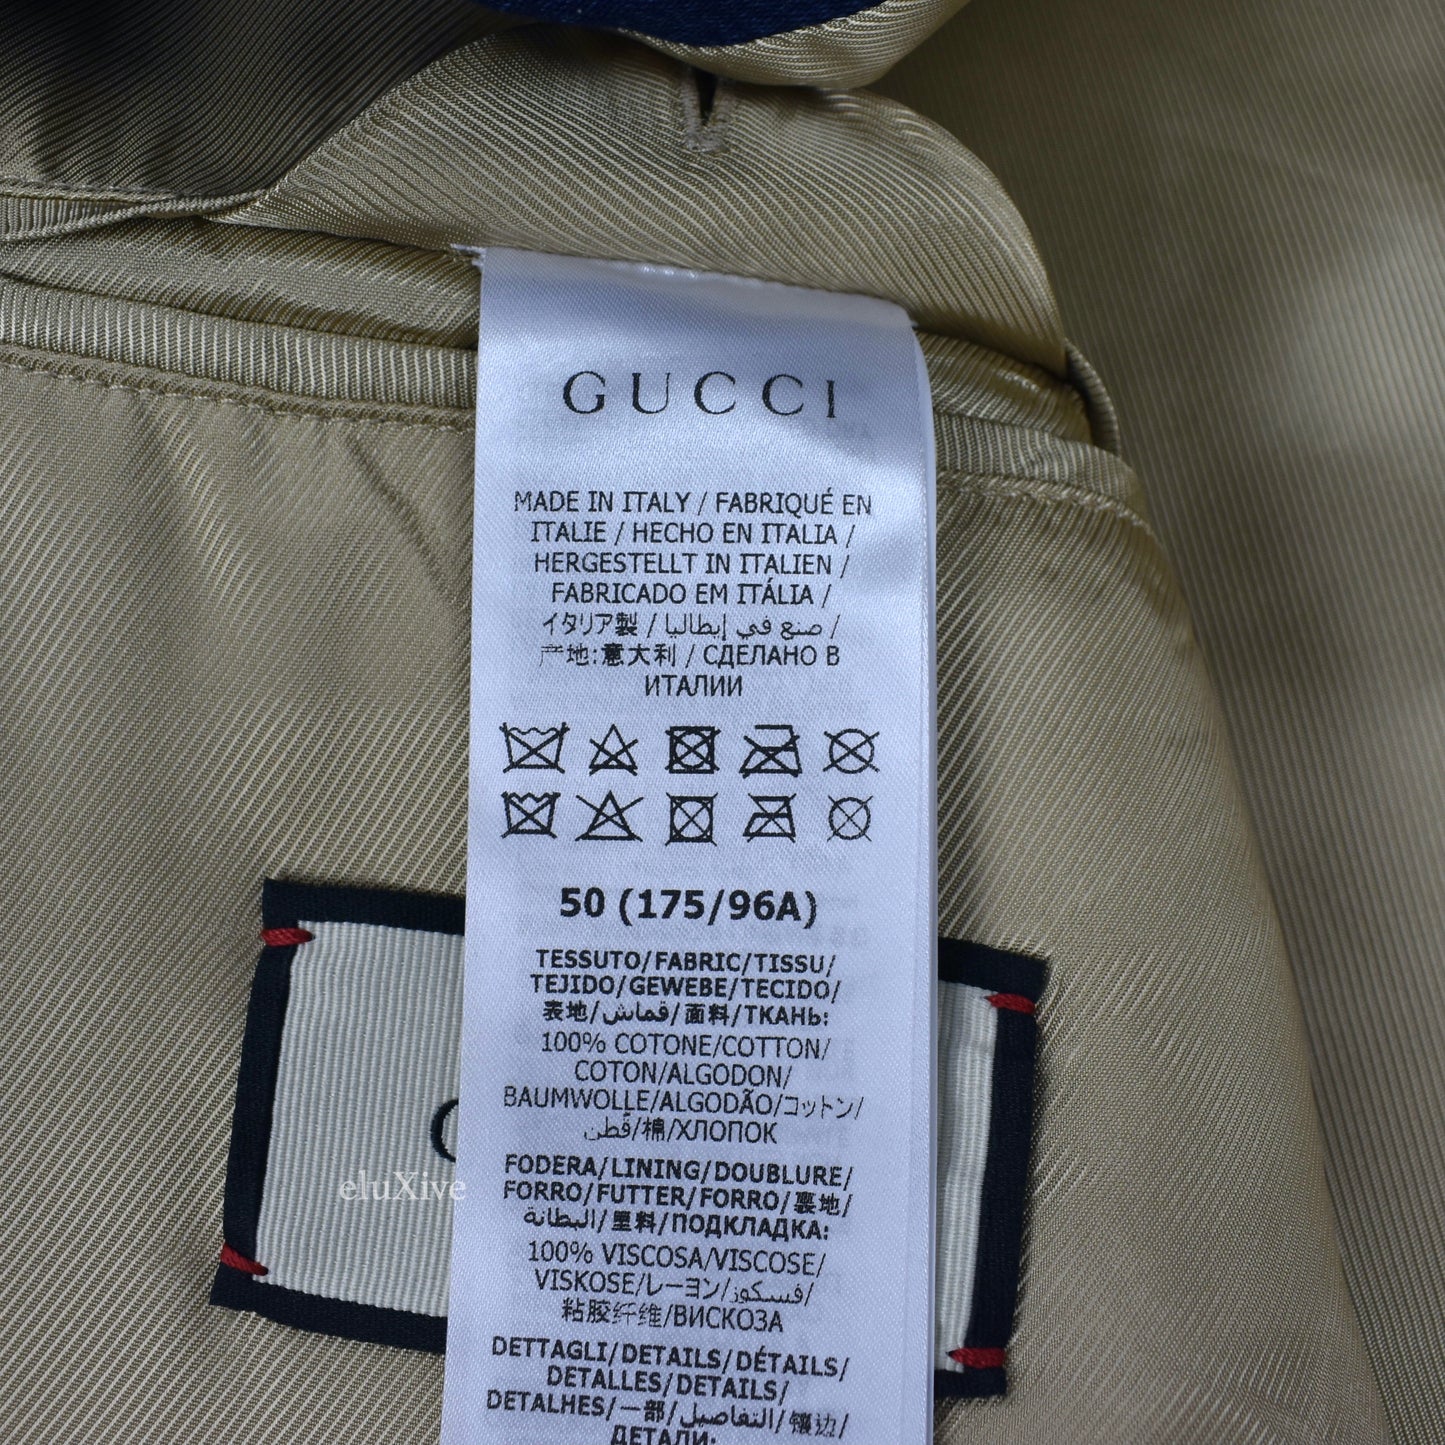 GUCCI
MADE IN ITALY / FABRIQUÉ EN
ITALIE / HECHO EN ITALIA /
HERGESTELLT IN ITALIEN /
FABRICADO EM ITÁLIA /
イタリア製 / صنع في إيطاليا /
产地:意大利 / СДЕЛАНО В
ИТАЛИИ
50 (175/96A)
TESSUTO/FABRIC/TISSU/
TEJIDO/GEWEBE/TECIDO/
表地/قماش/面料/ТКАНЬ:
100% COTONE/COTTON/
COTON/ALGODON/
BAUMWOLLE/ALGODÃO/コットン/
قطن/棉/ХЛОПОК
FODERA/LINING/DOUBLURE/
FORRO/FUTTER/FORRO/裏地/
البطانة/里料/ПОДКЛАДКА:
100% VISCOSA/VISCOSE/
VISKOSE/レーヨン/فسكوز/
粘胶纤维/ВИСКОЗА
DETTAGLI/DETAILS/DÉTAILS/
DETALLES/DETAILS/
DETALHES/一部/التفاصيل/镶边/
ДЕТАЛИ:
eluXive